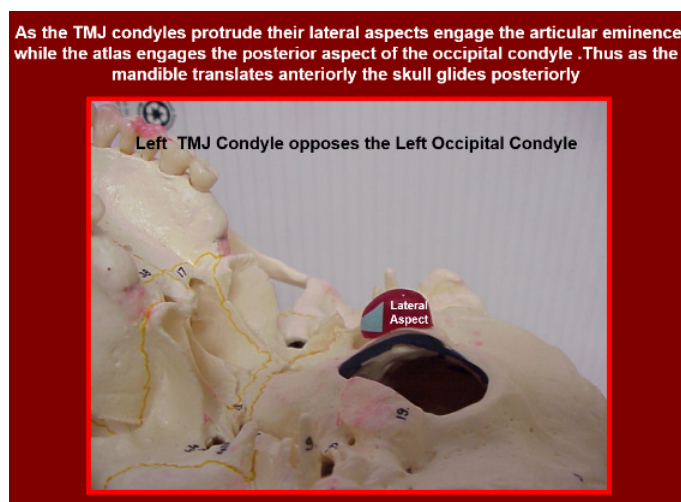 As the TMJ condyles protrude their lateral aspects engage the articular eminence
while the atlas engages the posterior aspect of the occipital condyle .Thus as the
mandible translates anteriorly the skull glides posteriorly
Left TMJ Condyle opposes the Left Occipital Condyle
17
Lateral
Aspect
19.